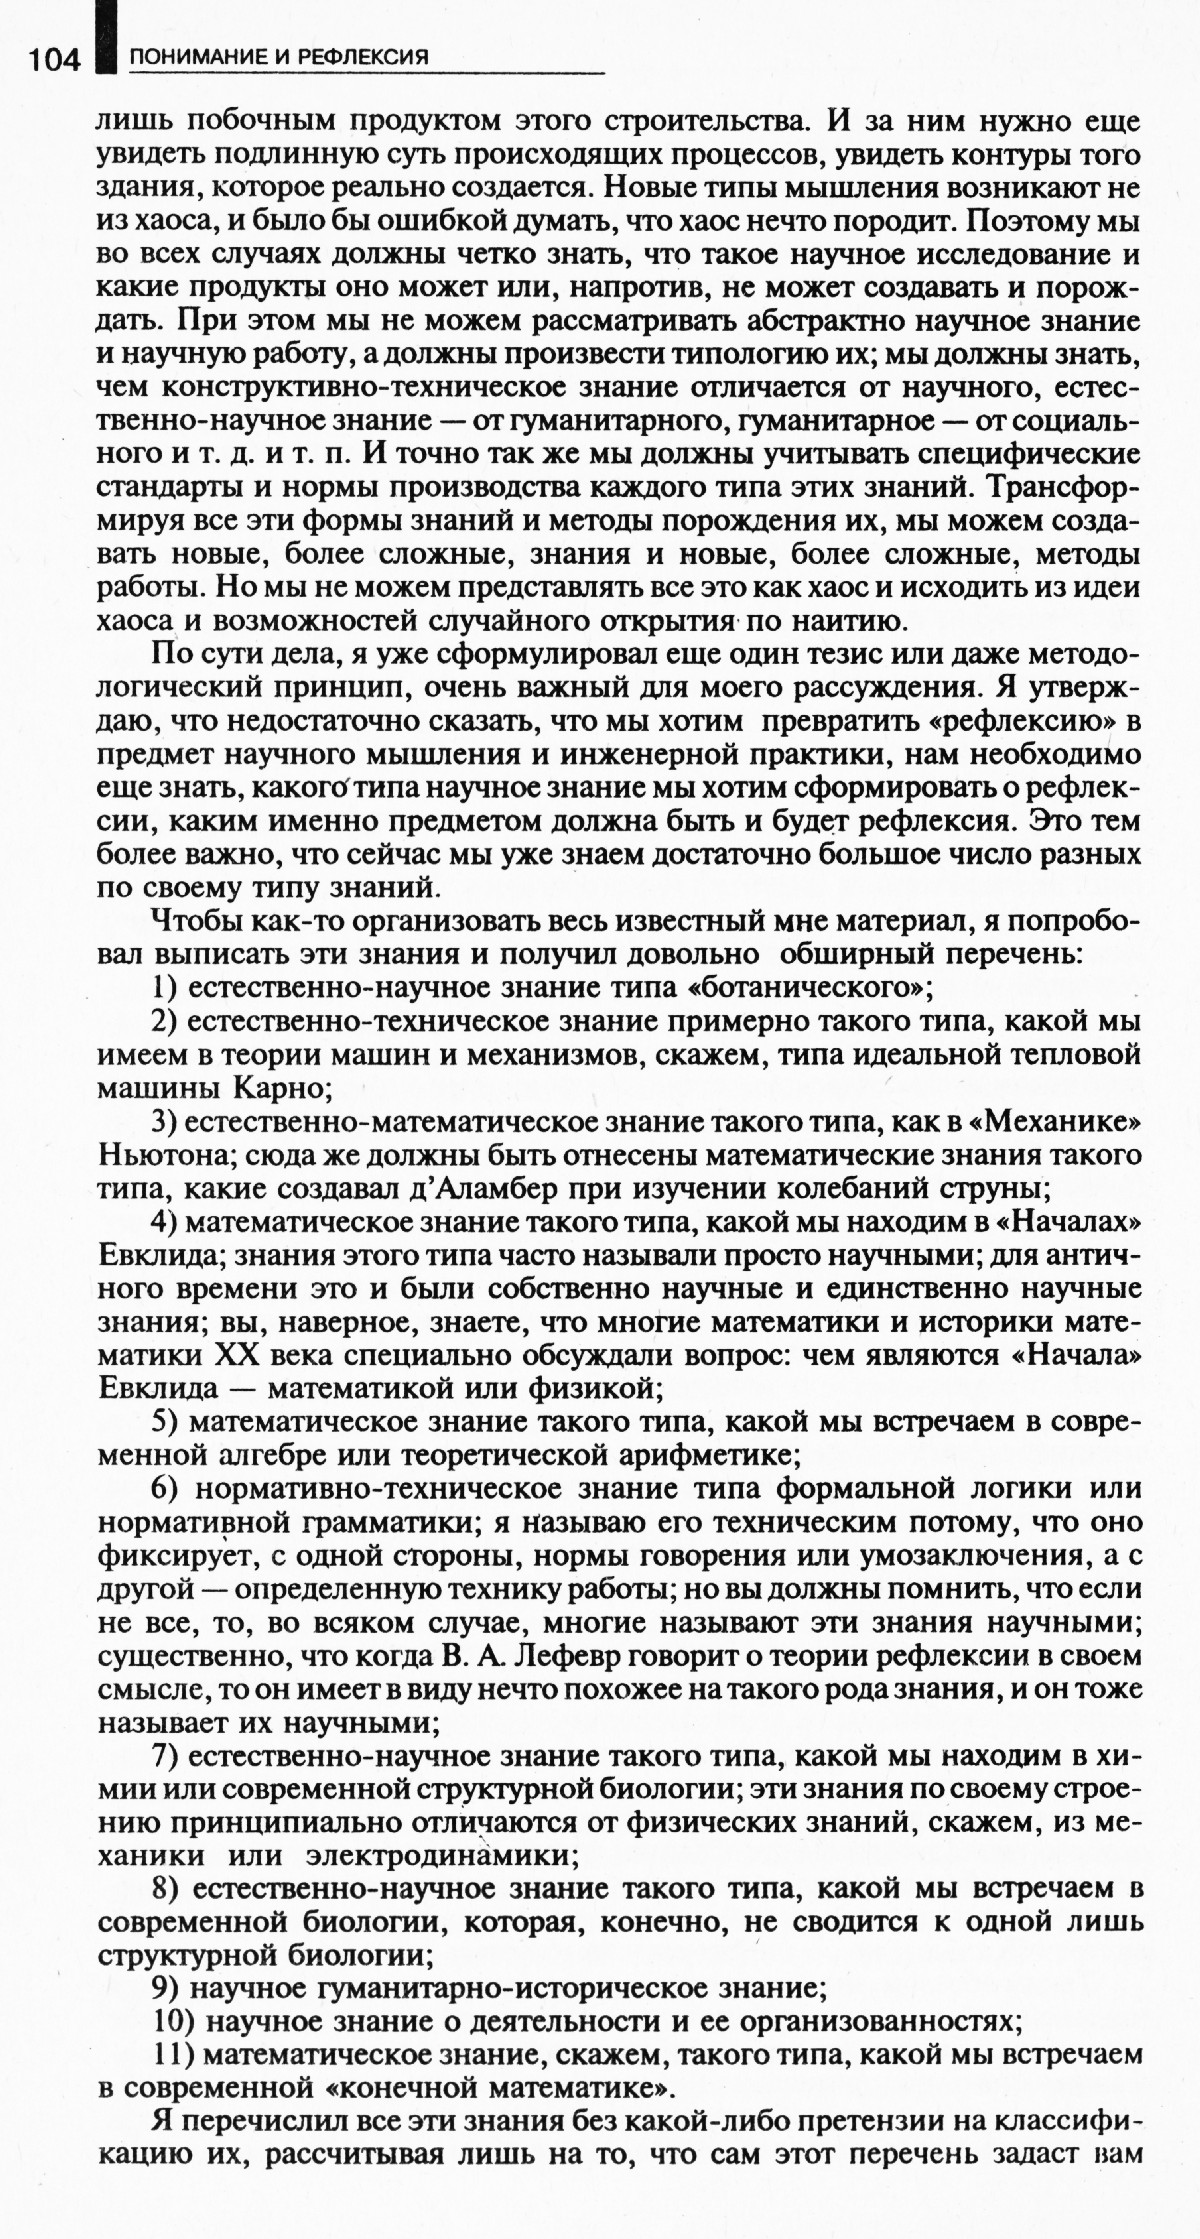 104 ПОНИМАНИЕ И РЕФЛЕКСИЯ
лишь побочным продуктом этого строительства. И за ним нужно еще
увидеть подлинную суть происходящих процессов, увидеть контуры того
здания, которое реально создается. Новые типы мышления возникают не
из хаоса, и было бы ошибкой думать, что хаос нечто породит. Поэтому мы
во всех случаях должны четко знать, что такое научное исследование и
какие продукты оно может или, напротив, не может создавать и порож-
дать. При этом мы не можем рассматривать абстрактно научное знание
и научную работу, а должны произвести типологию их; мы должны знать,
чем конструктивно-техническое знание отличается от научного, естес-
твенно-научное знание — от гуманитарного, гуманитарное — от социаль-
ного и т. д. и т. п. И точно так же мы должны учитывать специфические
стандарты и нормы производства каждого типа этих знаний. Трансфор-
мируя все эти формы знаний и методы порождения их, мы можем созда-
вать новые, более сложные, знания и новые, более сложные, методы
работы. Но мы не можем представлять все это как хаос и исходить из идеи
хаоса и возможностей случайного открытия по наитию.
По сути дела, я уже сформулировал еще один тезис или даже методо-
логический принцип, очень важный для моего рассуждения. Я утверж-
даю, что недостаточно сказать, что мы хотим превратить «рефлексию» в
предмет научного мышления и инженерной практики, нам необходимо
еще знать, какого типа научное знание мы хотим сформировать о рефлек-
сии, каким именно предметом должна быть и будет рефлексия. Это тем
более важно, что сейчас мы уже знаем достаточно большое число разных
по своему типу знаний.
Чтобы как-то организовать весь известный мне материал, я попробо-
вал выписать эти знания и получил довольно обширный перечень:
1) естественно-научное знание типа «ботанического»;
2) естественно-техническое знание примерно такого типа, какой мы
имеем в теории машин и механизмов, скажем, типа идеальной тепловой
машины Карно;
3) естественно-математическое знание такого типа, как в «Механике»
Ньютона; сюда же должны быть отнесены математические знания такого
типа, какие создавал д’Аламбер при изучении колебаний струны;
4) математическое знание такого типа, какой мы находим в «Началах»
Евклида; знания этого типа часто называли просто научными; для антич-
ного времени это и были собственно научные и единственно научные
знания; вы, наверное, знаете, что многие математики и историки мате-
матики XX века специально обсуждали вопрос: чем являются «Начала»
Евклида — математикой или физикой;
5) математическое знание такого типа, какой мы встречаем в совре-
менной алгебре или теоретической арифметике;
6) нормативно-техническое знание типа формальной логики или
нормативной грамматики; я называю его техническим потому, что оно
фиксирует, с одной стороны, нормы говорения или умозаключения, а с
другой — определенную технику работы; но вы должны помнить, что если
не все, то, во всяком случае, многие называют эти знания научными;
существенно, что когда В. А. Лефевр говорит о теории рефлексии в своем
смысле, то он имеет в виду нечто похожее на такого рода знания, и он тоже
называет их научными;
7) естественно-научное знание такого типа, какой мы находим в хи-
мии или современной структурной биологии; эти знания по своему строе-
нию принципиально отличаются от физических знаний, скажем, из ме-
ханики или электродинамики;
8) естественно-научное знание такого типа, какой мы встречаем в
современной биологии, которая, конечно, не сводится к одной лишь
структурной биологии;
9) научное гуманитарно-историческое знание;
10) научное знание о деятельности и ее организованностях;
11) математическое знание, скажем, такого типа, какой мы встречаем
в современной «конечной математике».
Я перечислил все эти знания без какой-либо претензии на классифи-
кацию их, рассчитывая лишь на то, что сам этот перечень задаст вам